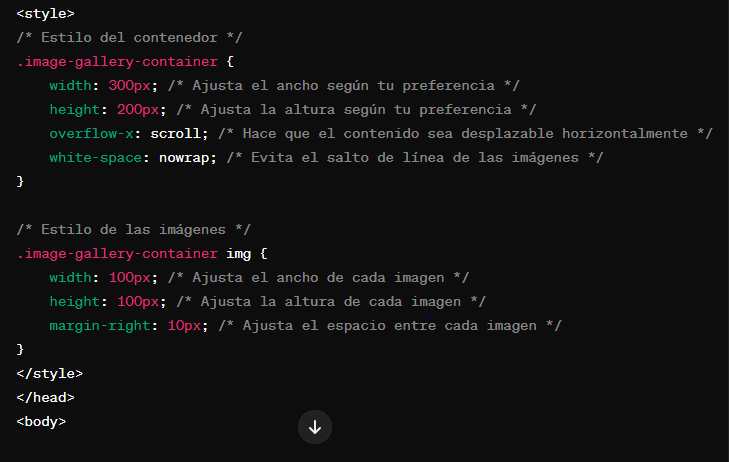 <style>
/* Estilo del contenedor */
.image-gallery-container {
    width: 300px; /* Ajusta el ancho según tu preferencia */
    height: 200px; /* Ajusta la altura según tu preferencia */
    overflow-x: scroll; /* Hace que el contenido sea desplazable horizontalmente */
    white-space: nowrap; /* Evita el salto de línea de las imágenes */
}

/* Estilo de las imágenes */
.image-gallery-container img {
    width: 100px; /* Ajusta el ancho de cada imagen */
    height: 100px; /* Ajusta la altura de cada imagen */
    margin-right: 10px; /* Ajusta el espacio entre cada imagen */
}
</style>
</head>
<body>